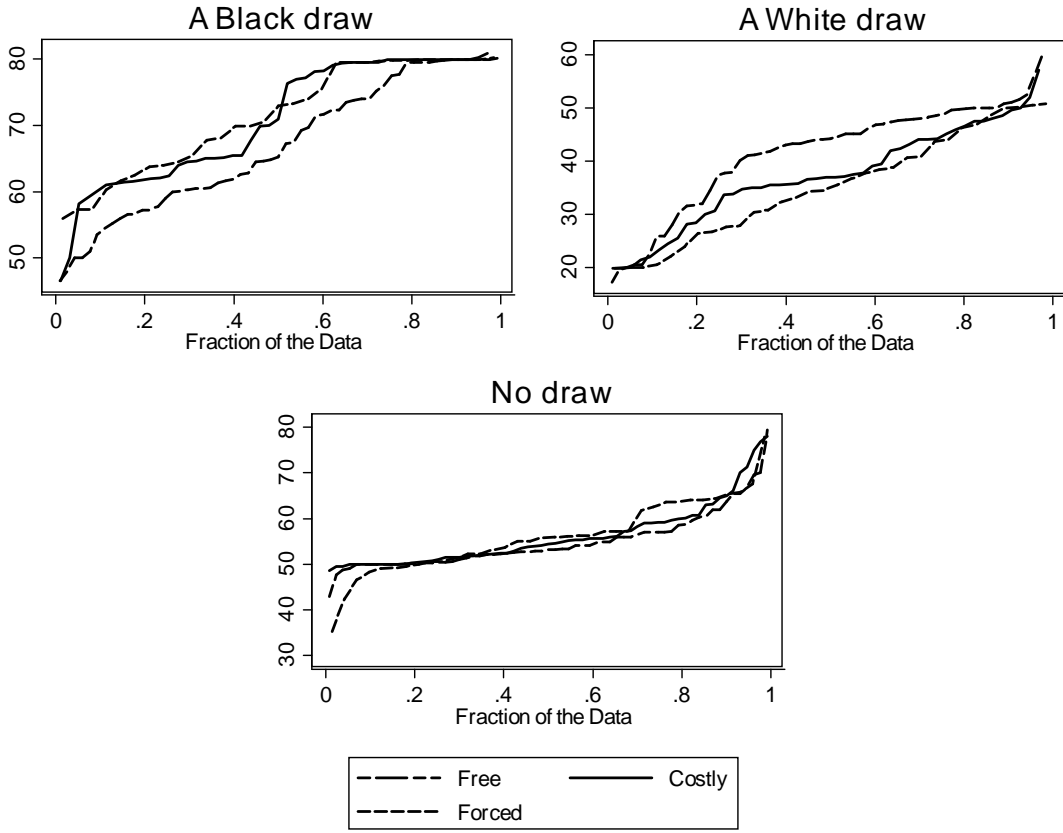 A Black draw
80
70
60
50
0 .2 .4 .6 .8 1
Fraction of the Data
A White draw
60
50
40
30
20
0 .2 .4 .6 .8 1
Fraction of the Data
No draw
80
70
60
50
40
30
0 .2 .4 .6 .8 1
Fraction of the Data
Free Costly
Forced